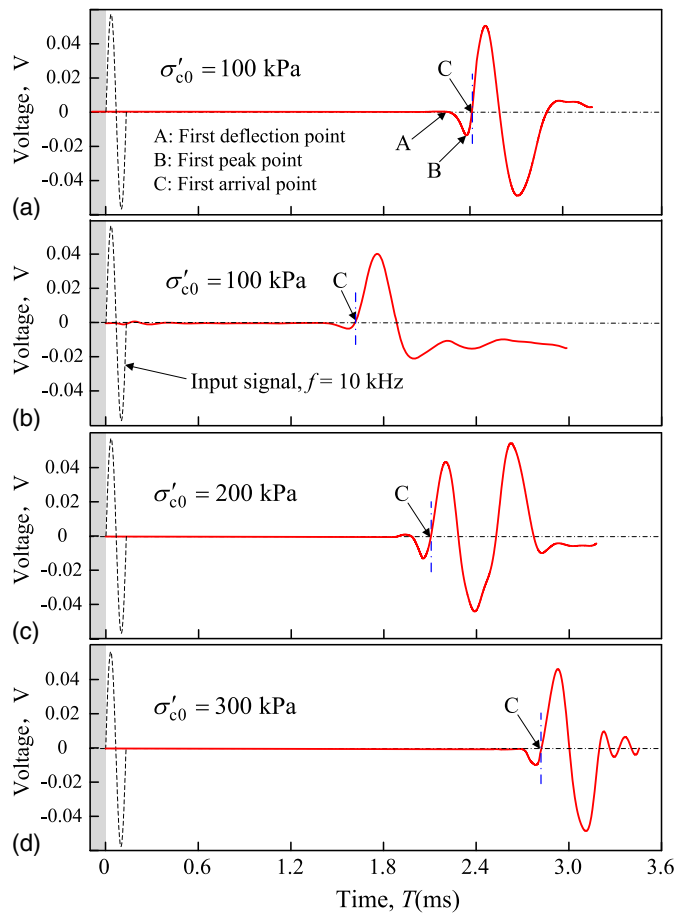 0.04
0.02
0
-0.02
-0.04
Voltage, V
(a)
σ′c0 = 100 kPa
A: First deflection point
B: First peak point
C: First arrival point
A
B
C
0.04
0.02
0
-0.02
-0.04
Voltage, V
(b)
σ′c0 = 100 kPa
C
Input signal, f = 10 kHz
0.04
0.02
0
-0.02
-0.04
Voltage, V
(c)
σ′c0 = 200 kPa
C
0.04
0.02
0
-0.02
-0.04
Voltage, V
(d)
σ′c0 = 300 kPa
C
0 0.6 1.2 1.8 2.4 3.0 3.6
Time, T(ms)